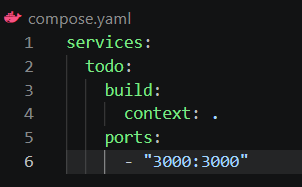 compose.yaml
1 services:
2   todo:
3     build:
4       context: .
5     ports:
6       - "3000:3000"